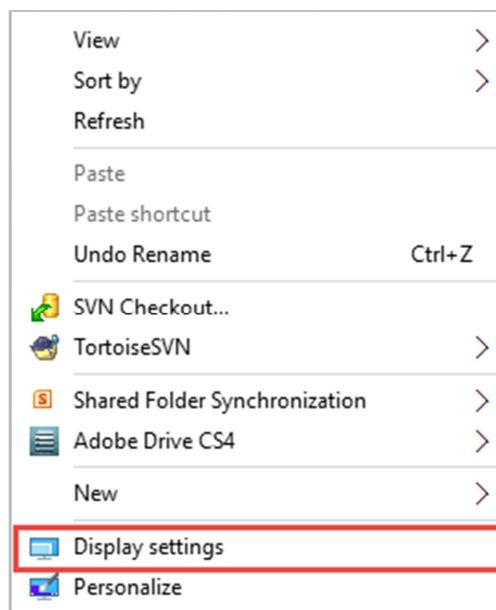 View
Sort by
Refresh
Paste
Paste shortcut
Undo Rename Ctrl+Z
SVN Checkout...
TortoiseSVN
Shared Folder Synchronization
Adobe Drive CS4
New
Display settings
Personalize